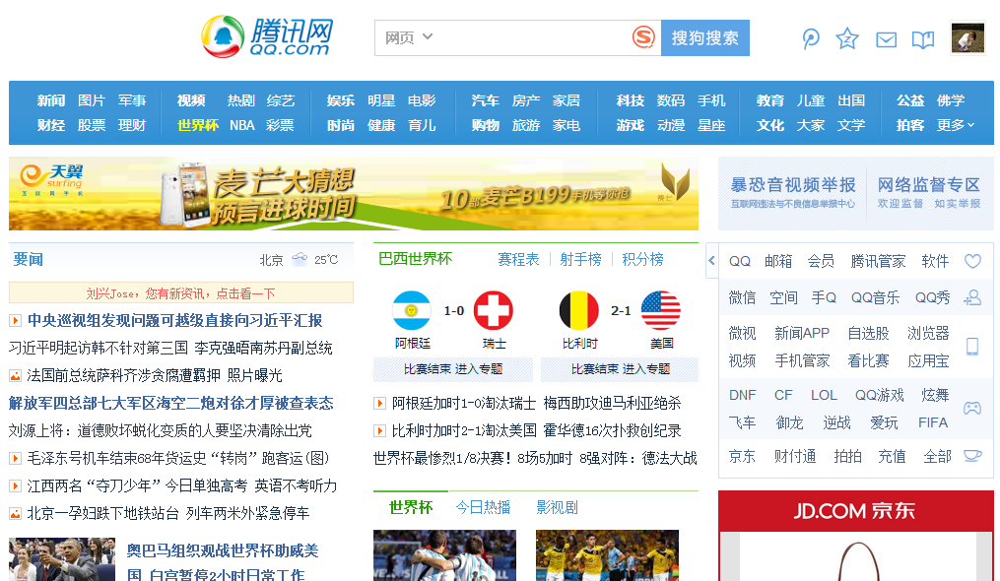 腾讯网
QQ.com
网页
搜狗搜索
新闻 图片 军事 视频 热剧 综艺 娱乐 明星 电影 汽车 房产 家居 科技 数码 手机 教育 儿童 出国 公益 佛学
财经 股票 理财 世界杯 NBA 彩票 时尚 健康 育儿 购物 旅游 家电 游戏 动漫 星座 文化 大家 文学 拍客 更多
天翼
surfing
互联网手机
麦芒大猜想
预言进球时间
10部麦芒B199手机等你抢
暴恐音视频举报
互联网违法与不良信息举报中心
网络监督专区
欢迎监督 如实举报
要闻 北京 25℃
刘兴Jose，您有新资讯，点击看一下
中央巡视组发现问题可越级直接向习近平汇报
习近平明起访韩不针对第三国 李克强晤南苏丹副总统
法国前总统萨科齐涉贪腐遭羁押 照片曝光
解放军四总部七大军区海空二炮对徐才厚被查表态
刘源上将：道德败坏蜕化变质的人要坚决清除出党
毛泽东号机车结束68年货运史“转岗”跑客运(图)
江西两名“夺刀少年”今日单独高考 英语不考听力
北京一孕妇跌下地铁站台 列车两米外紧急停车
奥巴马组织观战世界杯助威美
国 白宫暂停2小时日常工作
巴西世界杯 赛程表 射手榜 积分榜
1-0 2-1
阿根廷 瑞士 比利时 美国
比赛结束 进入专题 比赛结束 进入专题
阿根廷加时1-0淘汰瑞士 梅西助攻迪马利亚绝杀
比利时加时2-1淘汰美国 霍华德16次扑救创纪录
世界杯最惨烈1/8决赛！8场5加时 8强对阵：德法大战
世界杯 今日热播 影视剧
QQ 邮箱 会员 腾讯管家 软件
微信 空间 手Q QQ音乐 QQ秀
微视 新闻APP 自选股 浏览器
视频 手机管家 看比赛 应用宝
DNF CF LOL QQ游戏 炫舞
飞车 御龙 逆战 爱玩 FIFA
京东 财付通 拍拍 充值 全部
JD.COM 京东